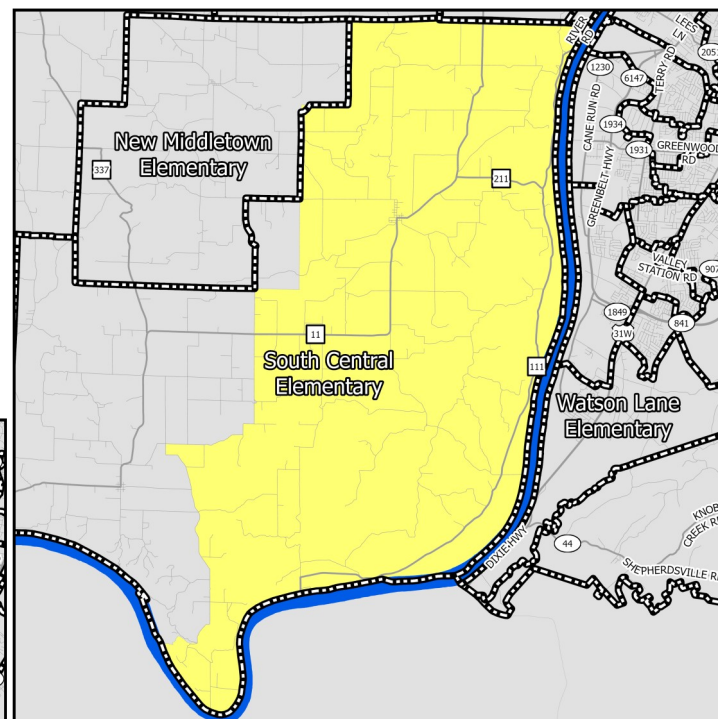 RIVER
RD
LEES
LN
2051
1230
6147
TERRY RD
CANE RUN RD
1934
1931
GREENWOOD
RD
New Middletown
Elementary
337
211
GREENBELT HWY
VALLEY
STATION RD
907
1849
31W
841
11
South Central
Elementary
111
Watson Lane
Elementary
DIXIE HWY
44
KNOB
CREEK
SHEPHERDSVILLE